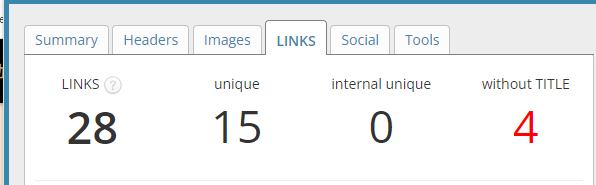 Summary Headers Images LINKS Social Tools
LINKS ? unique internal unique without TITLE
28 15 0 4